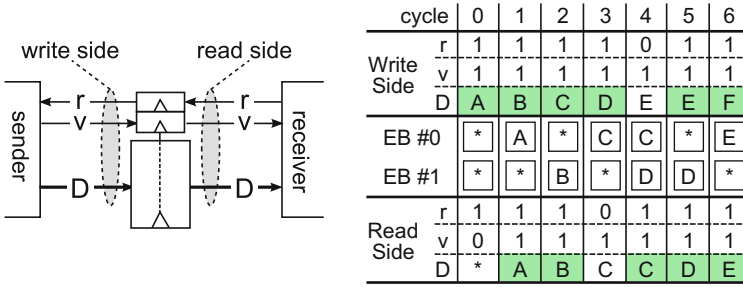 write side
read side
r
r
v
v
D
D
sender
receiver
cycle 0 1 2 3 4 5 6
Write Side
r 1 1 1 1 0 1 1
v 1 1 1 1 1 1 1
D A B C D E E F
EB #0 * A * C C * E
EB #1 * * B * D D *
Read Side
r 1 1 1 0 1 1 1
v 0 1 1 1 1 1 1
D * A B C C D E